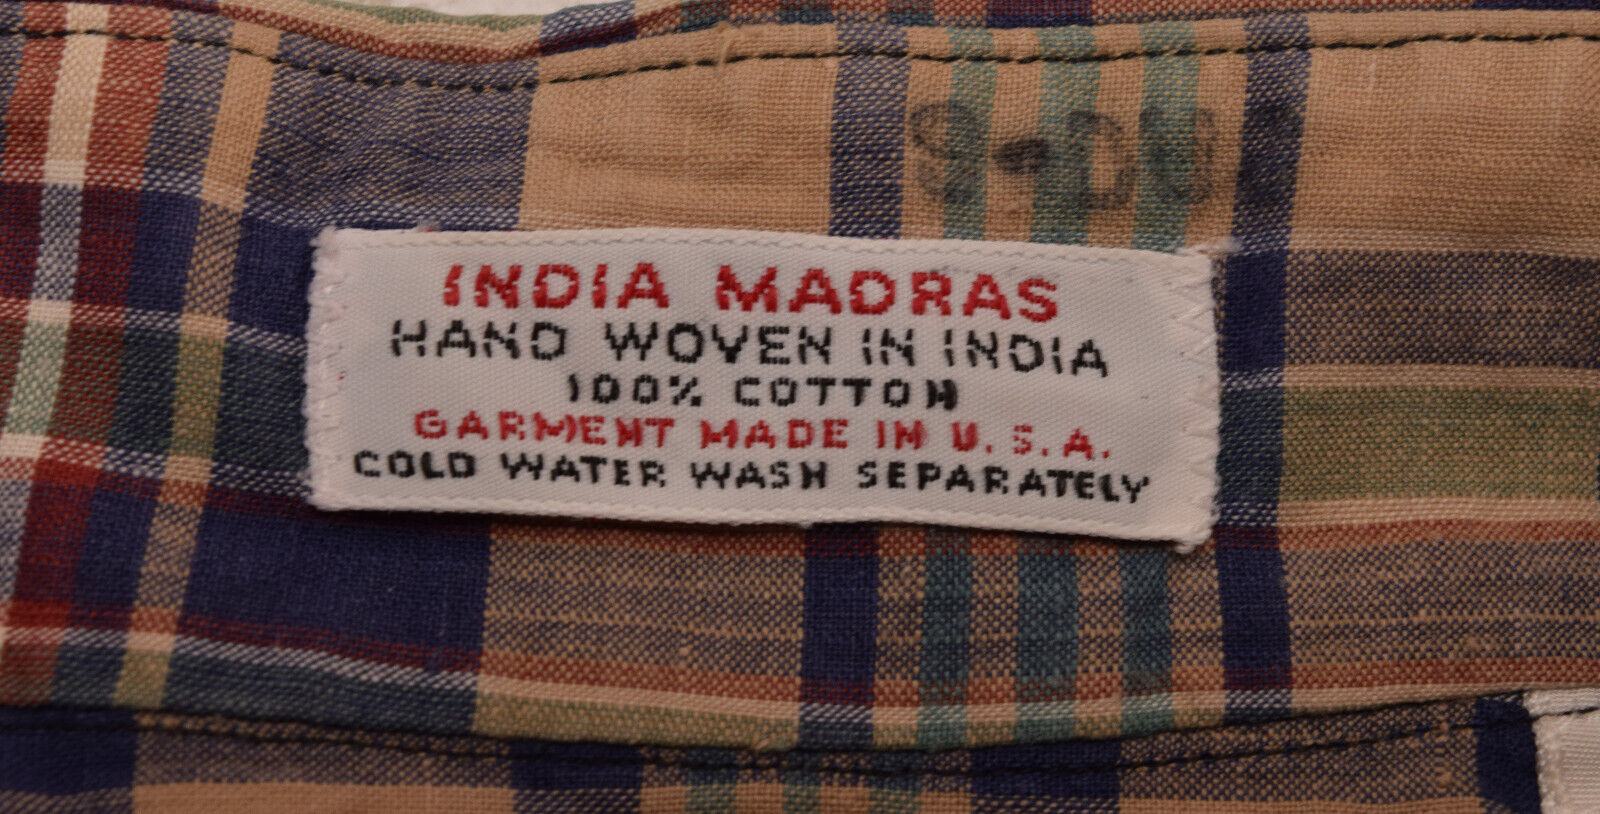 INDIA MADRAS
HAND WOVEN IN INDIA
100% COTTON
GARMENT MADE IN U.S.A.
COLD WATER WASH SEPARATELY